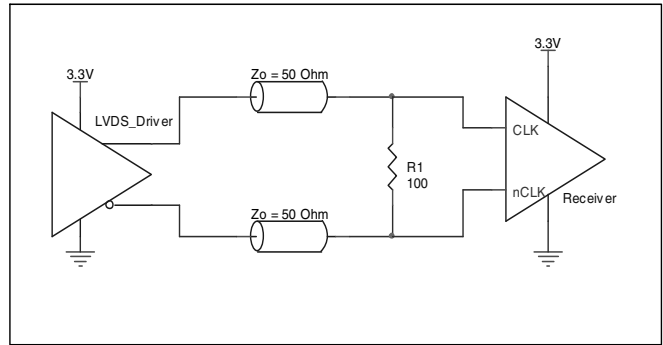 3.3V
LVDS_Driver
Zo = 50 Ohm
Zo = 50 Ohm
R1
100
3.3V
CLK
nCLK
Receiver